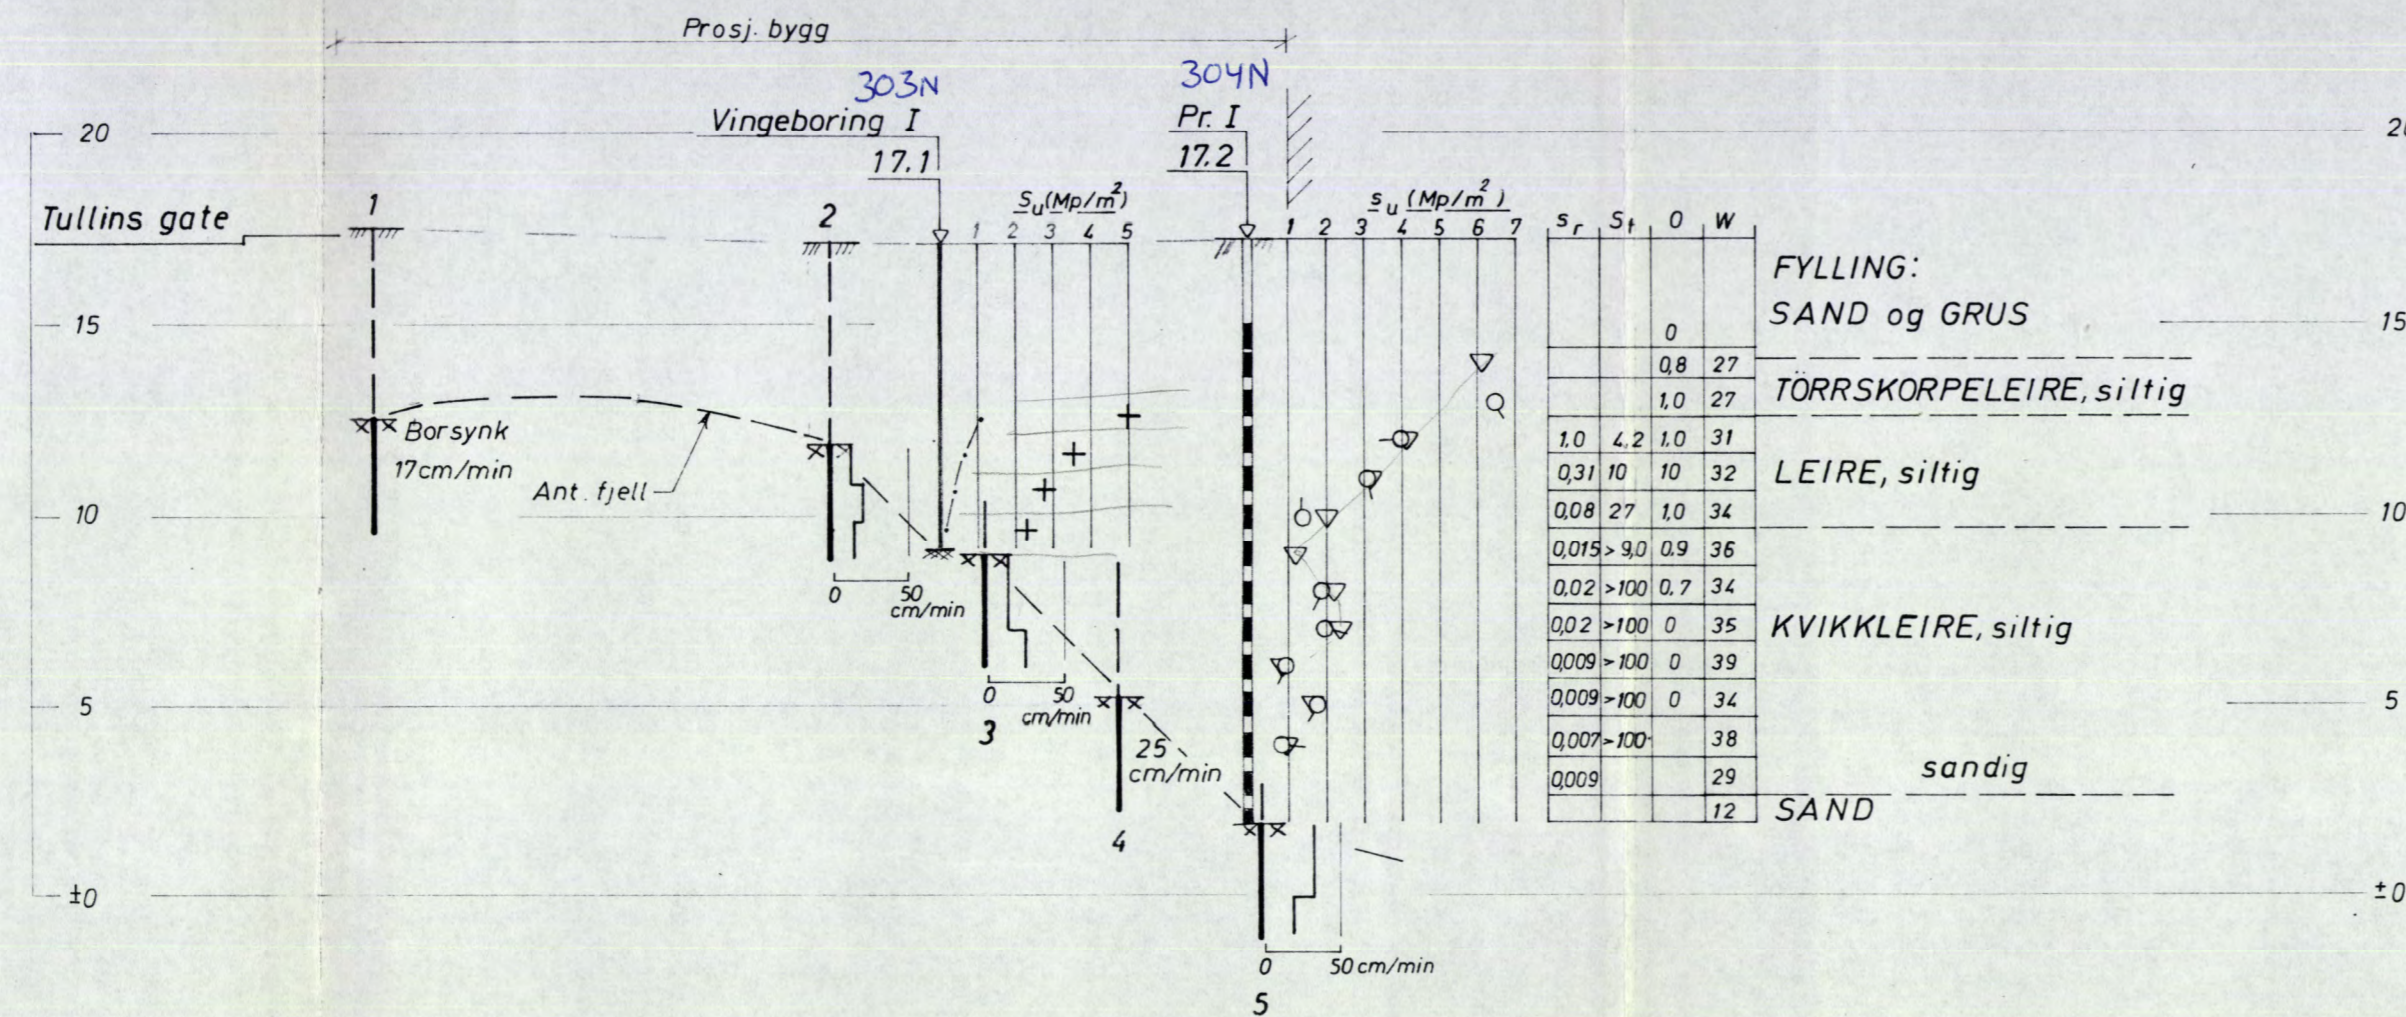 Prosj. bygg
303N
304N
Vingeboring I
Pr. I
20
17.1
17.2
Tullins gate
1
2
Su (Mp/m²)
1 2 3 4 5
su (Mp/m²)
1 2 3 4 5 6 7
sr St O W
FYLLING:
SAND og GRUS
15
15
0
0,8 27
TÖRRSKORPELEIRE, siltig
1,0 27
Borsynk
17cm/min
Ant. fjell
1.0 4,2 1.0 31
0,31 10 10 32
LEIRE, siltig
10
0,08 27 1,0 34
10
0,015 >9,0 0.9 36
0 50
cm/min
0,02 >100 0.7 34
0,02 >100 0 35
KVIKKLEIRE, siltig
0,009 >100 0 39
0 50
cm/min
0,009 >100 0 34
5
5
3
25
cm/min
0,007 >100 38
0,009 29
sandig
12
SAND
4
±0
±0
0 50 cm/min
5